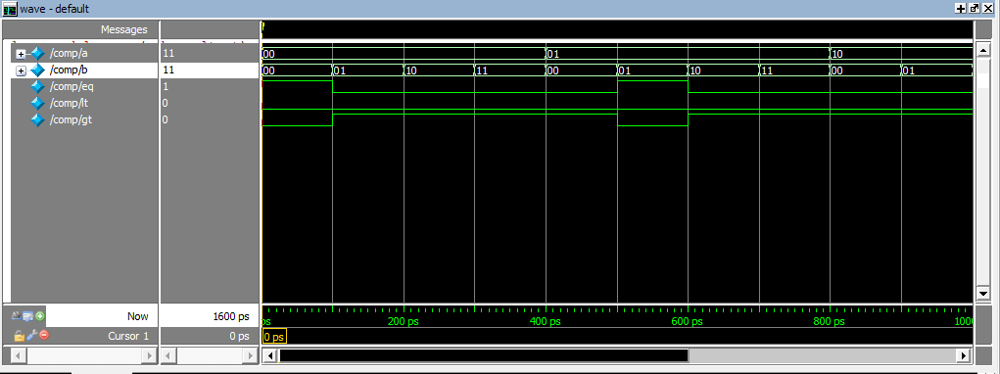 wave - default
Messages
/comp/a 11 00 01 10
/comp/b 11 00 01 10 11 00 01 10 11 00 01
/comp/eq 1
/comp/lt 0
/comp/gt 0
Now 1600 ps ps 200 ps 400 ps 600 ps 800 ps 1000
Cursor 1 0 ps 0 ps